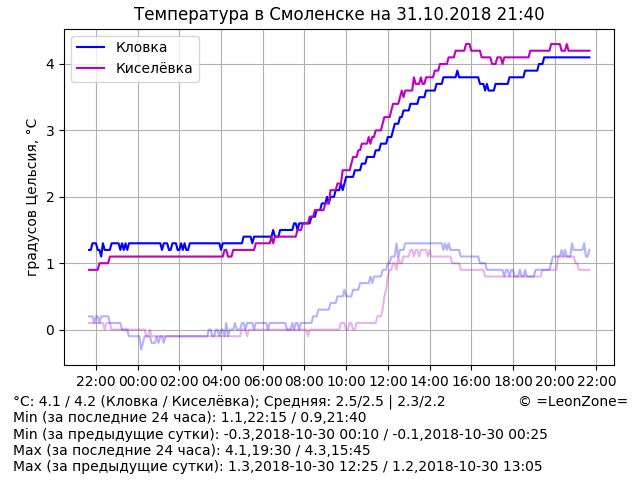 Температура в Смоленске на 31.10.2018 21:40
Кловка
Киселёвка
градусов Цельсия, °C
4
3
2
1
0
22:00 00:00 02:00 04:00 06:00 08:00 10:00 12:00 14:00 16:00 18:00 20:00 22:00
°C: 4.1 / 4.2 (Кловка / Киселёвка); Средняя: 2.5/2.5 | 2.3/2.2 © =LeonZone=
Min (за последние 24 часа): 1.1,22:15 / 0.9,21:40
Min (за предыдущие сутки): -0.3,2018-10-30 00:10 / -0.1,2018-10-30 00:25
Max (за последние 24 часа): 4.1,19:30 / 4.3,15:45
Max (за предыдущие сутки): 1.3,2018-10-30 12:25 / 1.2,2018-10-30 13:05